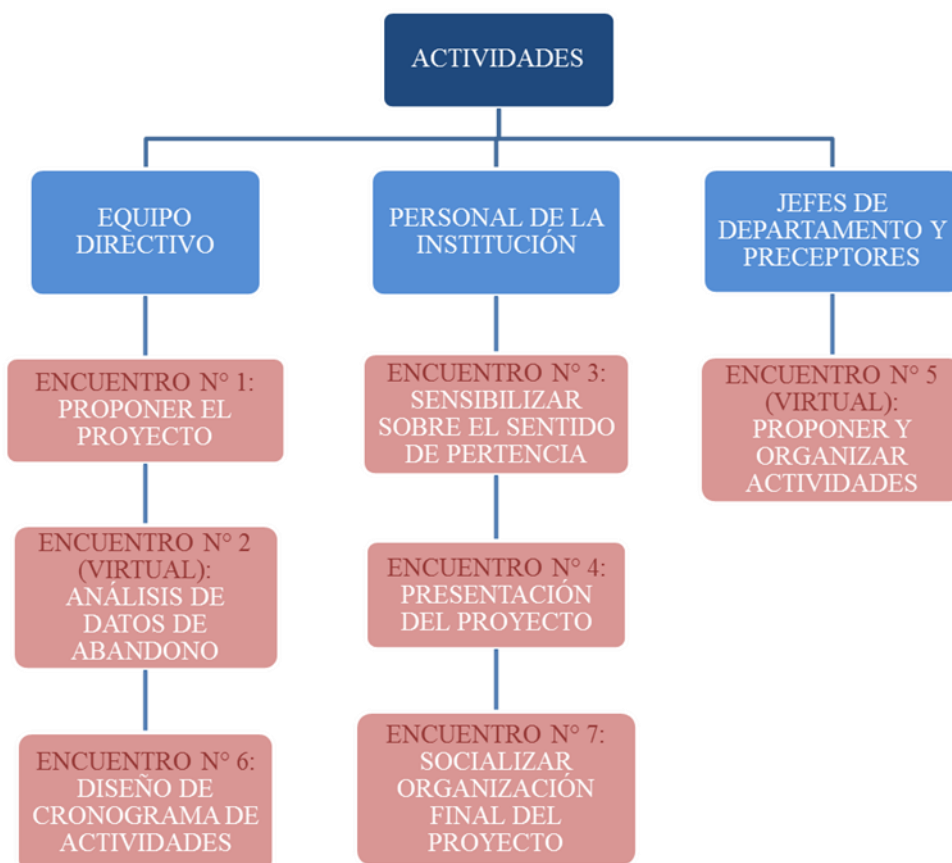 ACTIVIDADES
EQUIPO
DIRECTIVO
PERSONAL DE LA
INSTITUCIÓN
JEFES DE
DEPARTAMENTO Y
PRECEPTORES
ENCUENTRO N° 1:
PROPONER EL
PROYECTO
ENCUENTRO N° 2
(VIRTUAL):
ANÁLISIS DE
DATOS DE
ABANDONO
ENCUENTRO N° 6:
DISEÑO DE
CRONOGRAMA DE
ACTIVIDADES
ENCUENTRO N° 3:
SENSIBILIZAR
SOBRE EL SENTIDO
DE PERTENCIA
ENCUENTRO N° 4:
PRESENTACIÓN
DEL PROYECTO
ENCUENTRO N° 7:
SOCIALIZAR
ORGANIZACIÓN
FINAL DEL
PROYECTO
ENCUENTRO N° 5
(VIRTUAL):
PROPONER Y
ORGANIZAR
ACTIVIDADES